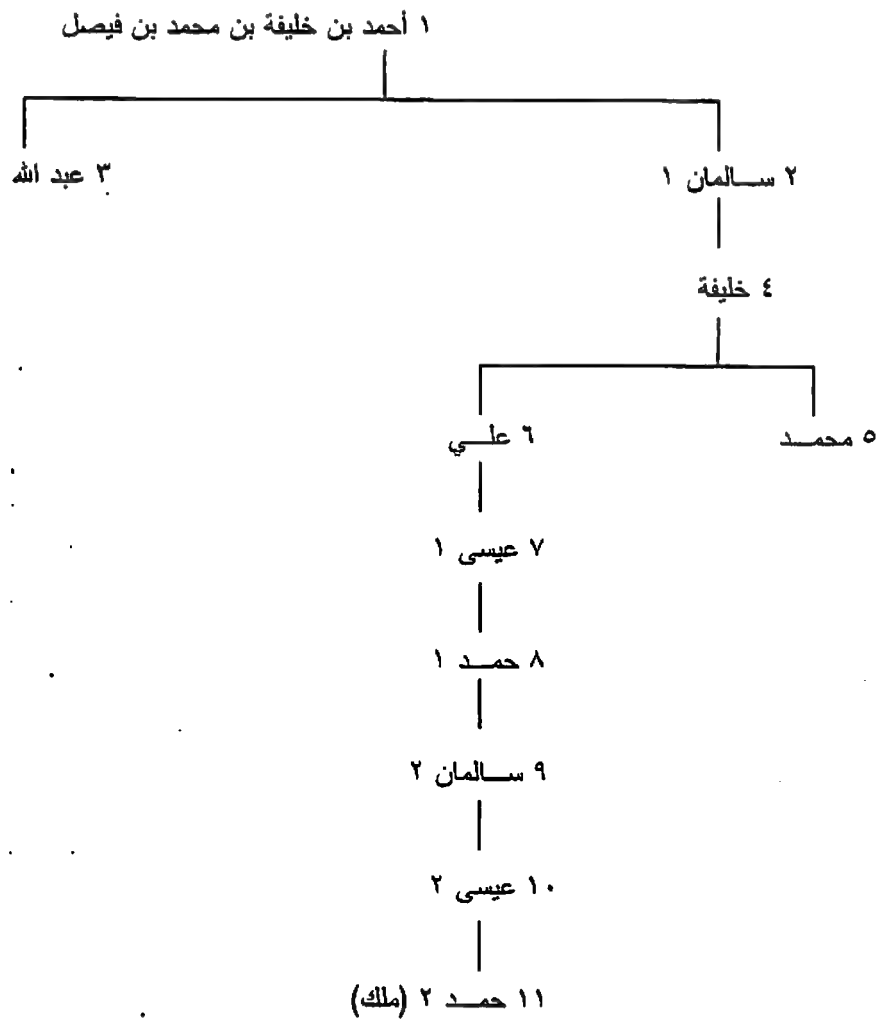 ١ أحمد بن خليفة بن محمد بن فيصل
٢ سـالمان ١
٣ عبد الله
٤ خليفة
٥ محمـد
٦ علـي
٧ عيسى ١
٨ حمـد ١
٩ سـالمان ٢
١٠ عيسى ٢
١١ حمـد ٢ (ملك)